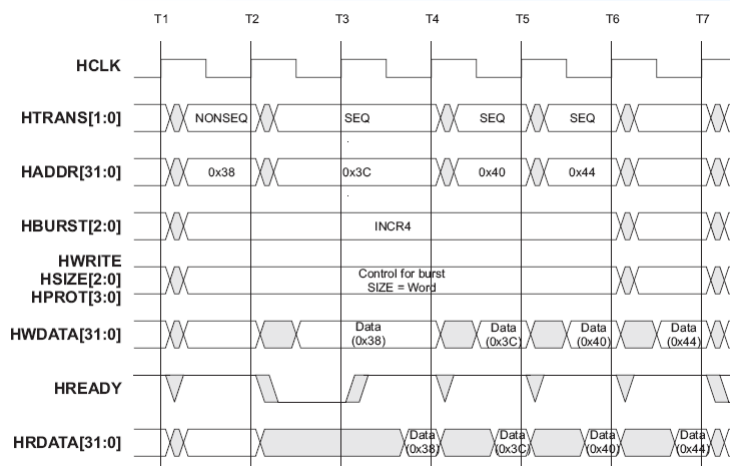 T1 T2 T3 T4 T5 T6 T7
HCLK
HTRANS[1:0] NONSEQ SEQ SEQ SEQ
HADDR[31:0] 0x38 0x3C 0x40 0x44
HBURST[2:0] INCR4
HWRITE
HSIZE[2:0] Control for burst
HPROT[3:0] SIZE = Word
HWDATA[31:0] Data Data Data Data
(0x38) (0x3C) (0x40) (0x44)
HREADY
HRDATA[31:0] Data Data Data Data
(0x38) (0x3C) (0x40) (0x44)